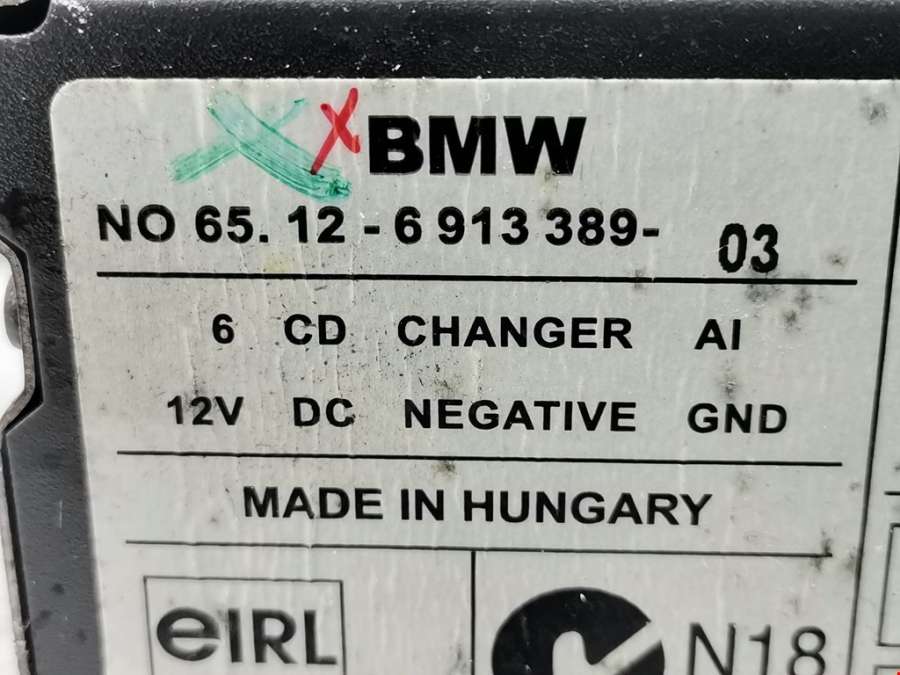 BMW
NO 65. 12 - 6 913 389- 03
6 CD CHANGER AI
12V DC NEGATIVE GND
MADE IN HUNGARY
eIRL
N18